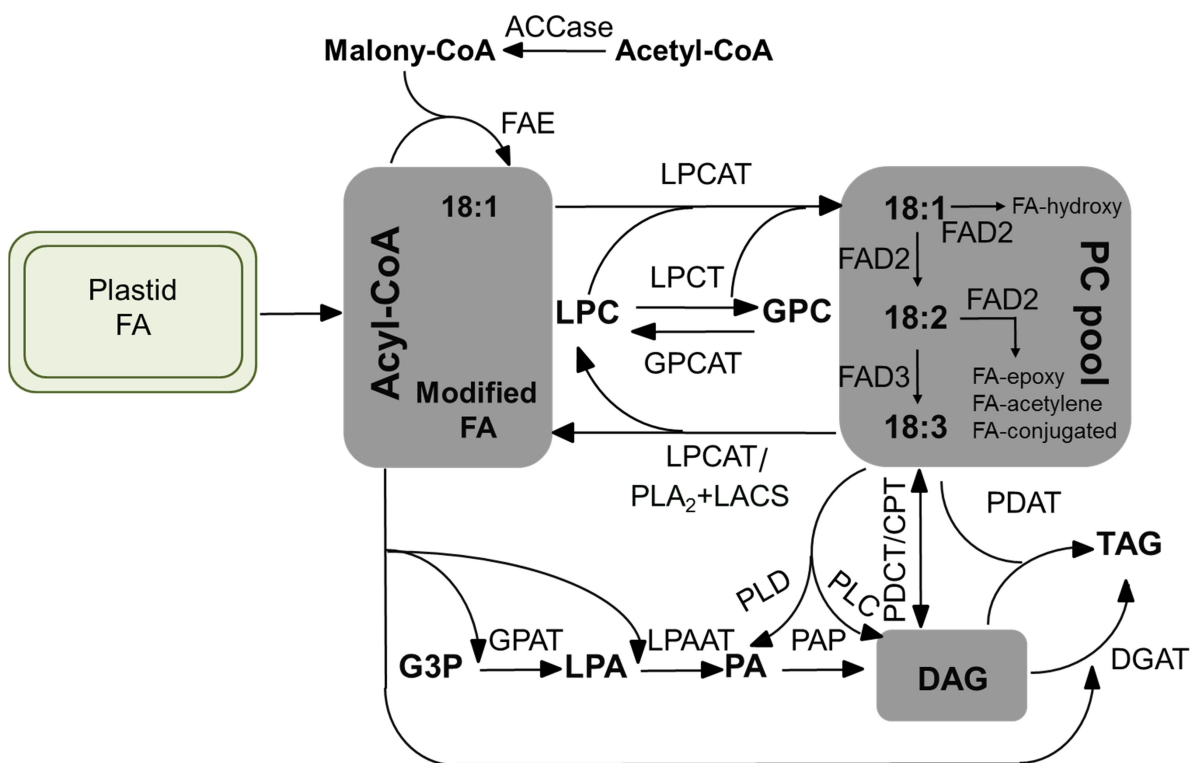 ACCase
Malony-CoA
Acetyl-CoA
FAE
LPCAT
18:1
18:1
FA-hydroxy
FAD2
FAD2
Plastid
FA
Acyl-CoA
LPCT
LPC
GPC
GPCAT
18:2
FAD2
PC pool
FAD3
FA-epoxy
FA-acetylene
FA-conjugated
Modified
FA
18:3
LPCAT/
PLA₂+LACS
PDCT/CPT
PDAT
TAG
PLD
PLC
GPAT
LPAAT
PAP
G3P
LPA
PA
DAG
DGAT